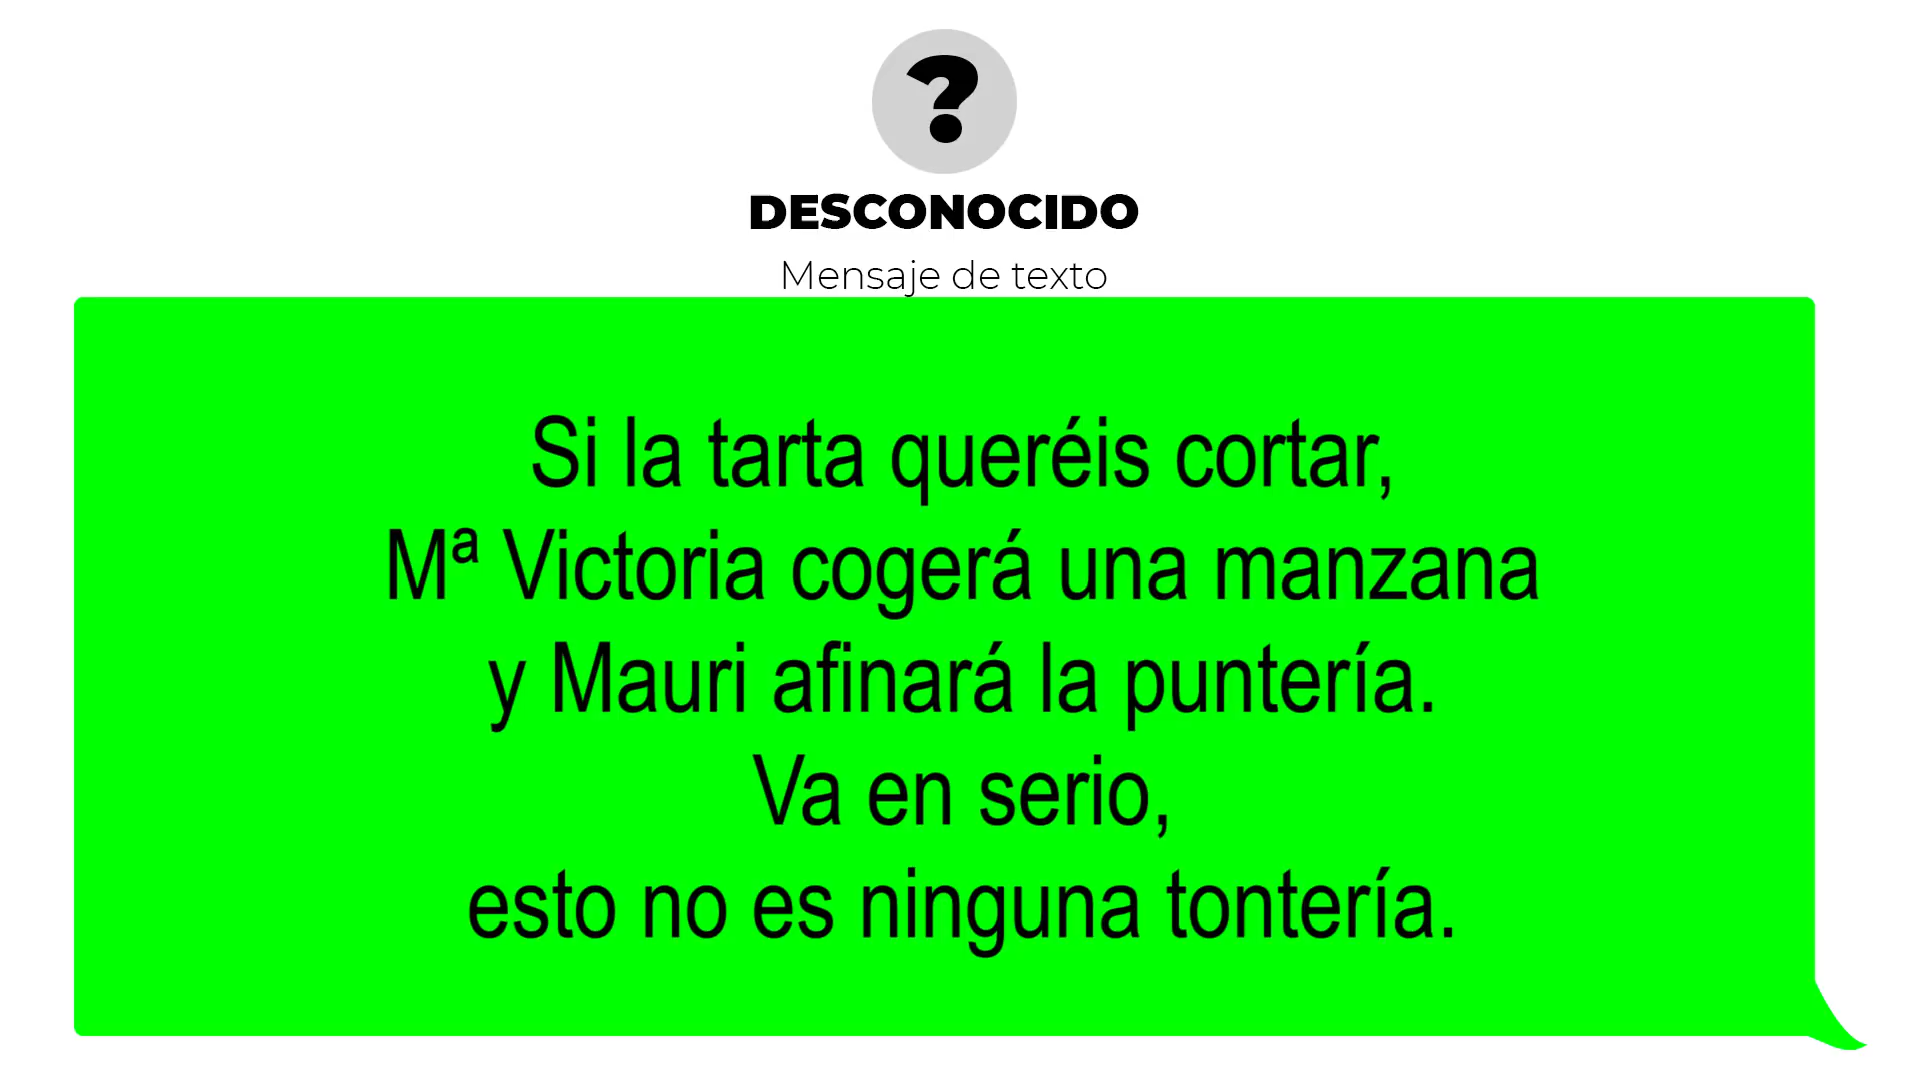 ?
DESCONOCIDO
Mensaje de texto
Si la tarta queréis cortar,
Mª Victoria cogerá una manzana
y Mauri afinará la puntería.
Va en serio,
esto no es ninguna tontería.